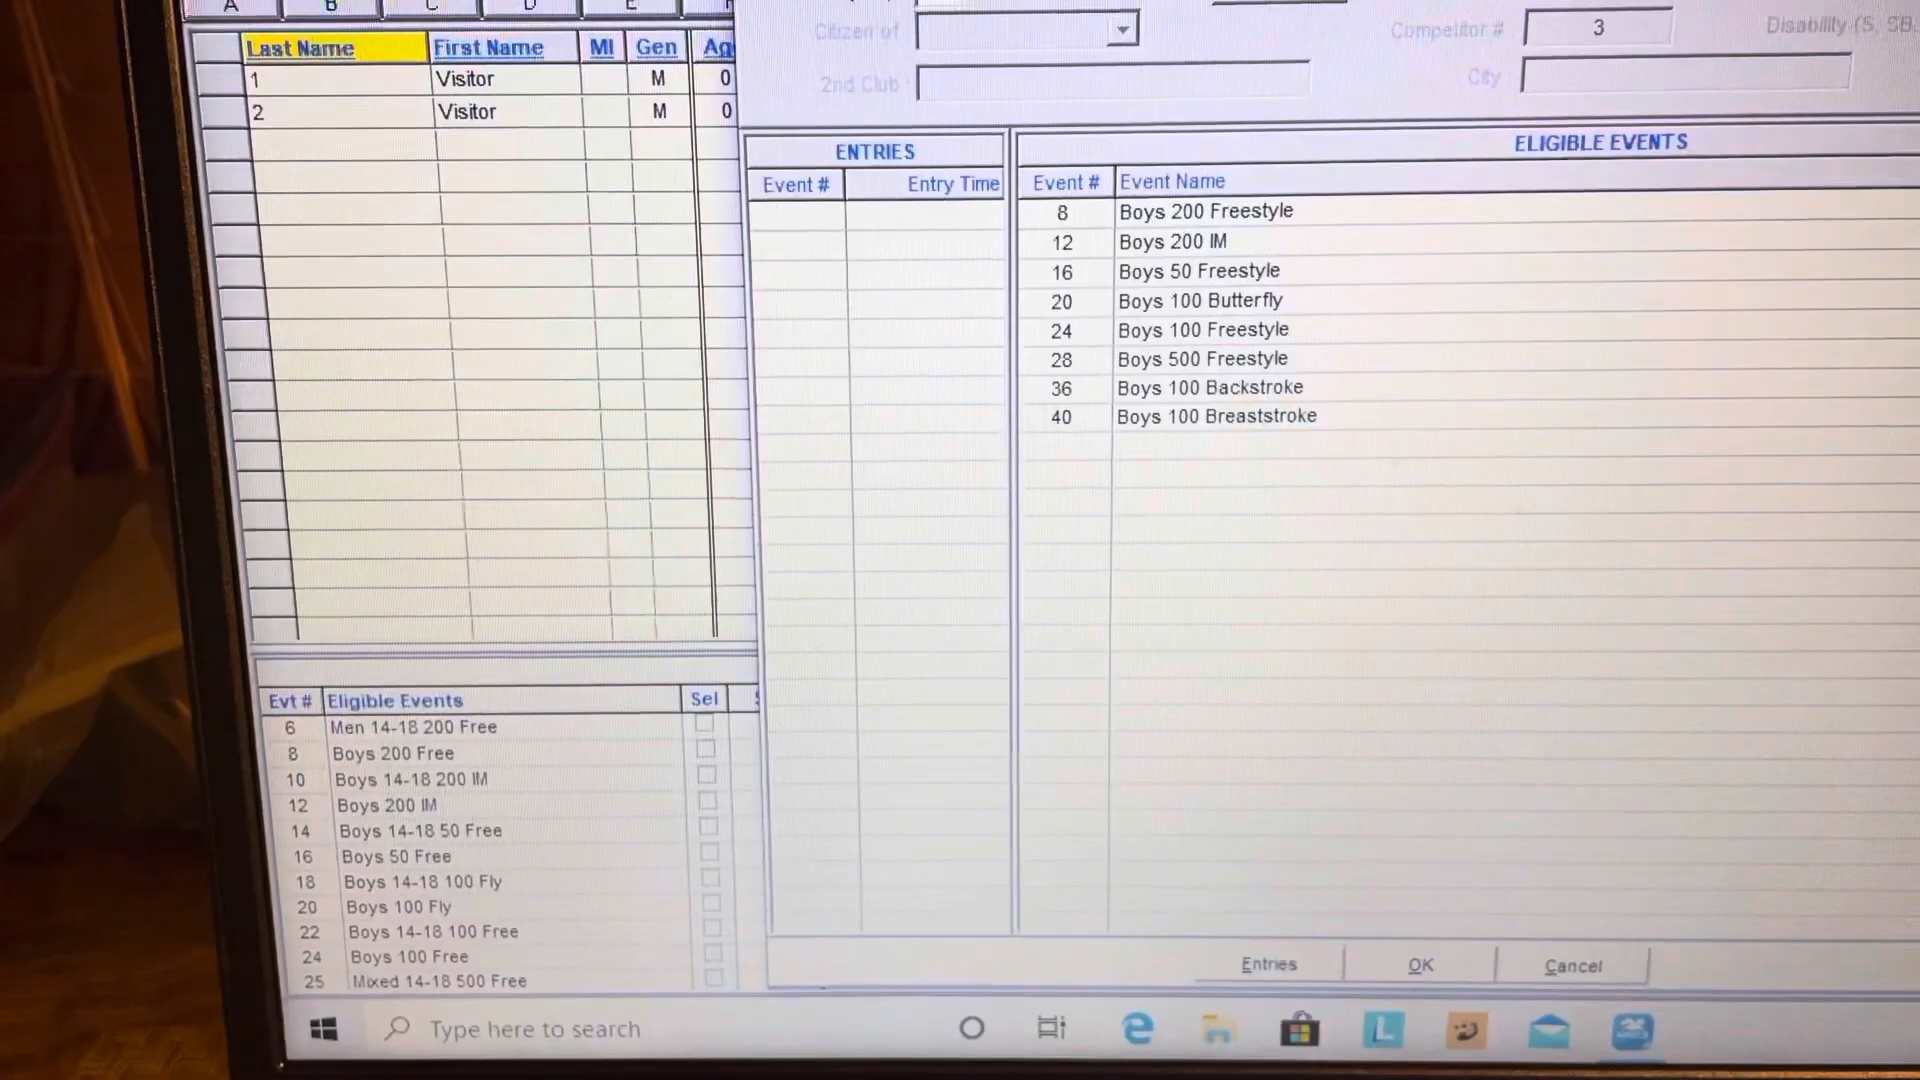 A B C D E
Last Name First Name MI Gen Ag
1 Visitor M 0
2 Visitor M 0
Evt # Eligible Events Sel
6 Men 14-18 200 Free
8 Boys 200 Free
10 Boys 14-18 200 IM
12 Boys 200 IM
14 Boys 14-18 50 Free
16 Boys 50 Free
18 Boys 14-18 100 Fly
20 Boys 100 Fly
22 Boys 14-18 100 Free
24 Boys 100 Free
25 Mixed 14-18 500 Free
Citizen of Competitor # 3 Disability (S, SB,
2nd Club City
ENTRIES
Event # Entry Time
ELIGIBLE EVENTS
Event # Event Name
8 Boys 200 Freestyle
12 Boys 200 IM
16 Boys 50 Freestyle
20 Boys 100 Butterfly
24 Boys 100 Freestyle
28 Boys 500 Freestyle
36 Boys 100 Backstroke
40 Boys 100 Breaststroke
Entries OK Cancel
Type here to search
L